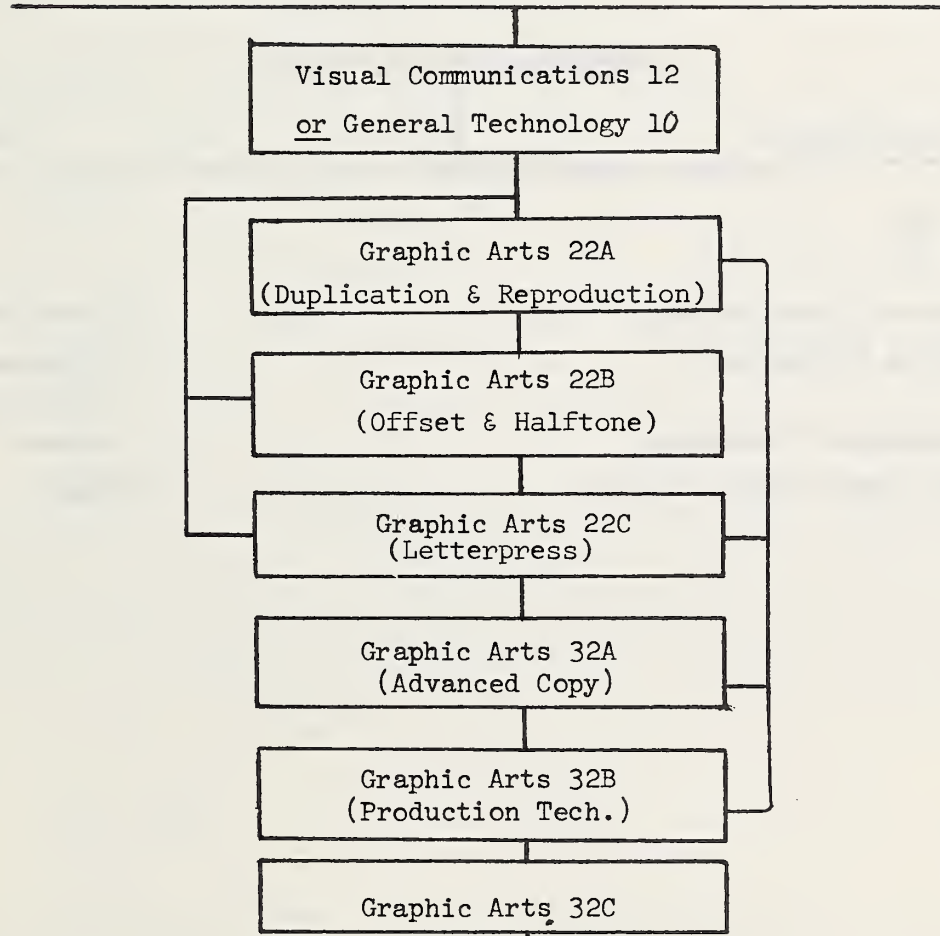 Visual Communications 12
or General Technology 10
Graphic Arts 22A
(Duplication & Reproduction)
Graphic Arts 22B
(Offset & Halftone)
Graphic Arts 22C
(Letterpress)
Graphic Arts 32A
(Advanced Copy)
Graphic Arts 32B
(Production Tech.)
Graphic Arts 32C